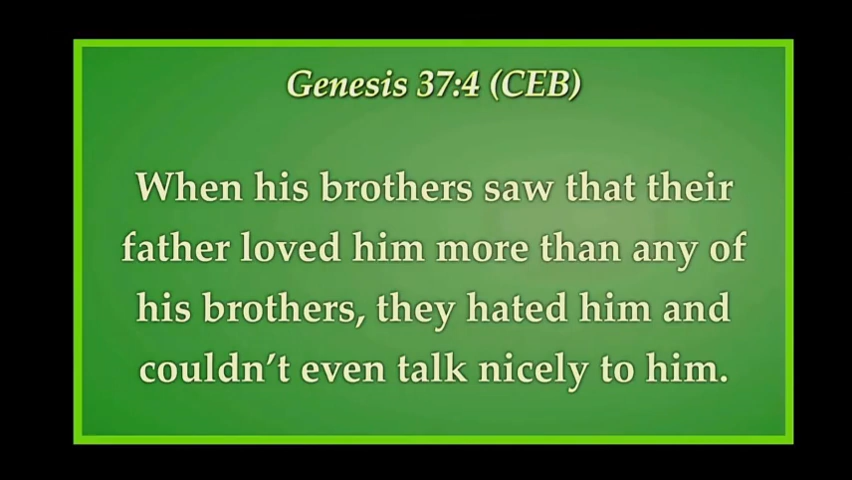 Genesis 37:4 (CEB)
When his brothers saw that their
father loved him more than any of
his brothers, they hated him and
couldn’t even talk nicely to him.